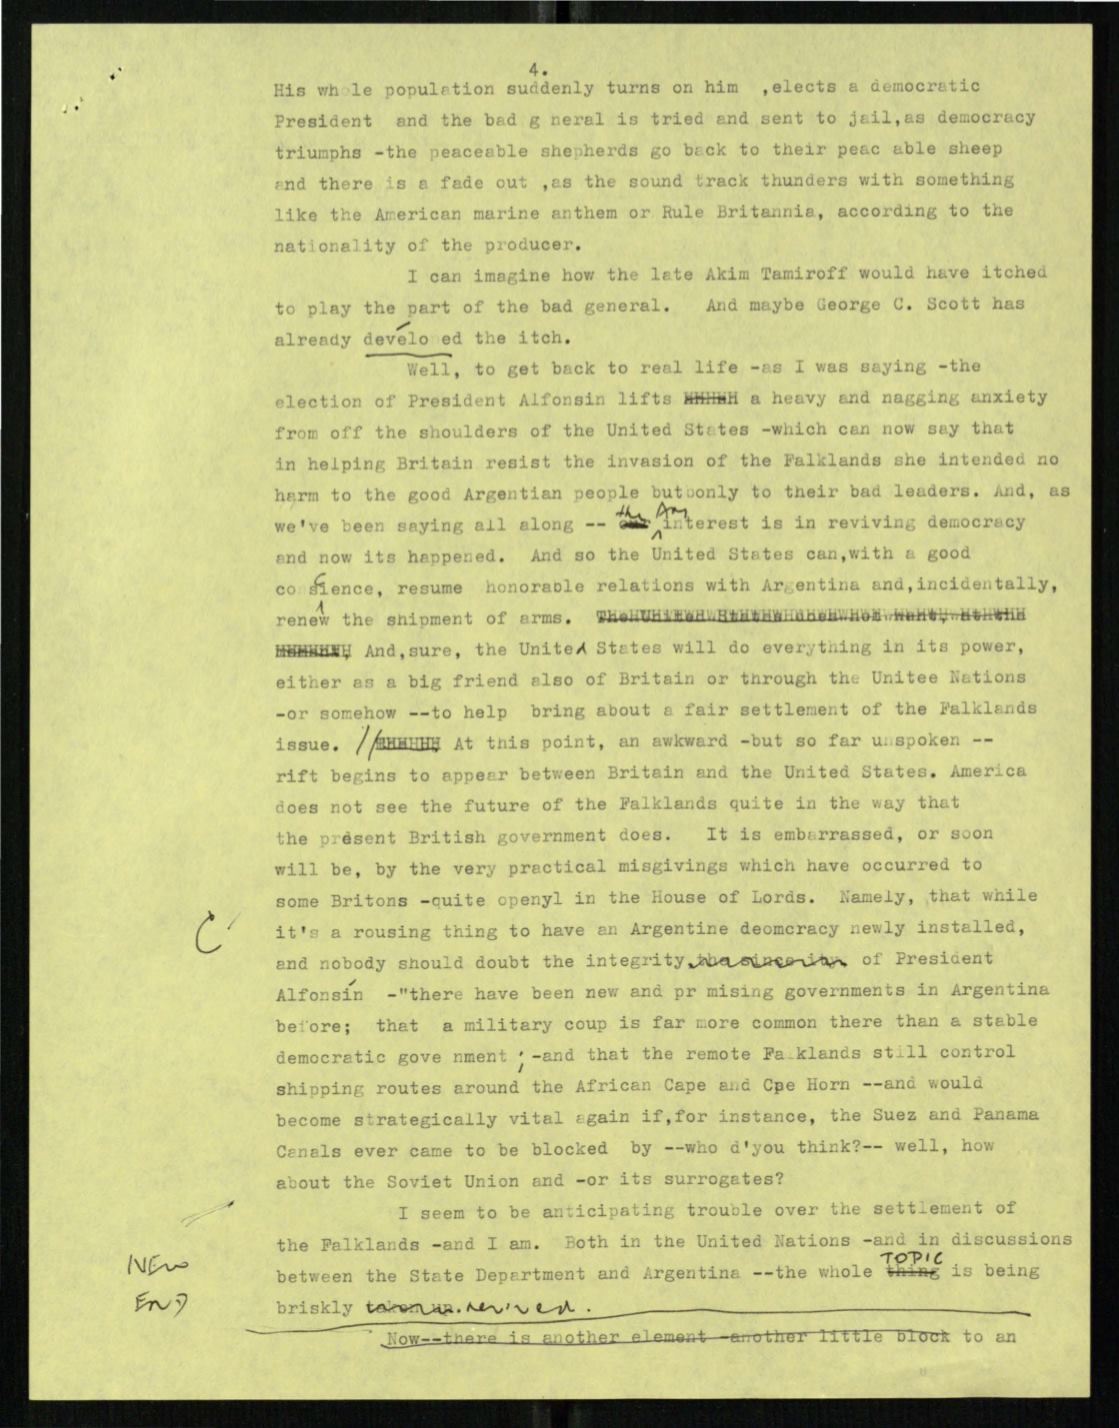 4.
His wh le population suddenly turns on him ,elects a democratic
President and the bad g neral is tried and sent to jail,as democracy
triumphs -the peaceable shepherds go back to their peac able sheep
and there is a fade out ,as the sound track thunders with something
like the American marine anthem or Rule Britannia, according to the
nationality of the producer.
I can imagine how the late Akim Tamiroff would have itched
to play the part of the bad general. And maybe George C. Scott has
already develo ed the itch.
Well, to get back to real life -as I was saying -the
election of President Alfonsin lifts a heavy and nagging anxiety
from off the shoulders of the United States -which can now say that
in helping Britain resist the invasion of the Falklands she intended no
harm to the good Argentian people but only to their bad leaders. And, as
the Am
we've been saying all along -- our interest is in reviving democracy
and now its happened. And so the United States can,with a good
co sience, resume honorable relations with Argentina and,incidentally,
renew the shipment of arms.
And,sure, the United States will do everything in its power,
either as a big friend also of Britain or through the Unitee Nations
-or somehow --to help bring about a fair settlement of the Falklands
issue. // At this point, an awkward -but so far unspoken --
rift begins to appear between Britain and the United States. America
does not see the future of the Falklands quite in the way that
the present British government does. It is embarrassed, or soon
will be, by the very practical misgivings which have occurred to
some Britons -quite openyl in the House of Lords. Namely, that while
C it's a rousing thing to have an Argentine deomcracy newly installed,
and nobody should doubt the integrity, the sincerity of President
Alfonsín -"there have been new and pr mising governments in Argentina
before; that a military coup is far more common there than a stable
democratic gove nment ; -and that the remote Fa klands still control
shipping routes around the African Cape and Cpe Horn --and would
become strategically vital again if,for instance, the Suez and Panama
Canals ever came to be blocked by --who d'you think?-- well, how
about the Soviet Union and -or its surrogates?
I seem to be anticipating trouble over the settlement of
the Falklands -and I am. Both in the United Nations -and in discussions
TOPIC
NEW between the State Department and Argentina --the whole thing is being
END briskly taken up. revived.
Now--there is another element -another little block to an